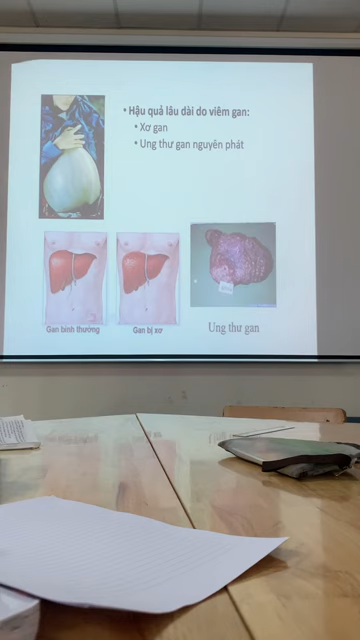 • Hậu quả lâu dài do viêm gan:
• Xơ gan
• Ung thư gan nguyên phát
Gan bình thường
Gan bị xơ
Ung thư gan